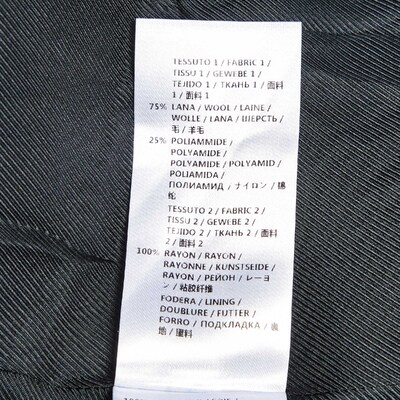 TESSUTO 1 / FABRIC 1 /
TISSU 1 / GEWEBE 1 /
TEJIDO 1 / ТКАНЬ 1 / 面料
1 / 面料 1
75% LANA / WOOL / LAINE /
WOLLE / LANA / ШЕРСТЬ /
毛 / 羊毛
25% POLIAMMIDE /
POLYAMIDE /
POLYAMIDE / POLYAMID /
POLIAMIDA /
ПОЛИАМИД / ナイロン / 锦
纶
TESSUTO 2 / FABRIC 2 /
TISSU 2 / GEWEBE 2 /
TEJIDO 2 / ТКАНЬ 2 / 面料
2 / 面料 2
100% RAYON / RAYON /
RAYONNE / KUNSTSEIDE /
RAYON / РЕЙОН / レーヨ
ン / 粘胶纤维
FODERA / LINING /
DOUBLURE / FUTTER /
FORRO / ПОДКЛАДКА / 裏
地 / 里料